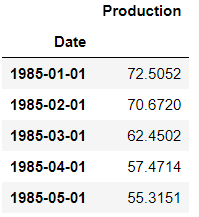 Production
Date
1985-01-01 72.5052
1985-02-01 70.6720
1985-03-01 62.4502
1985-04-01 57.4714
1985-05-01 55.3151